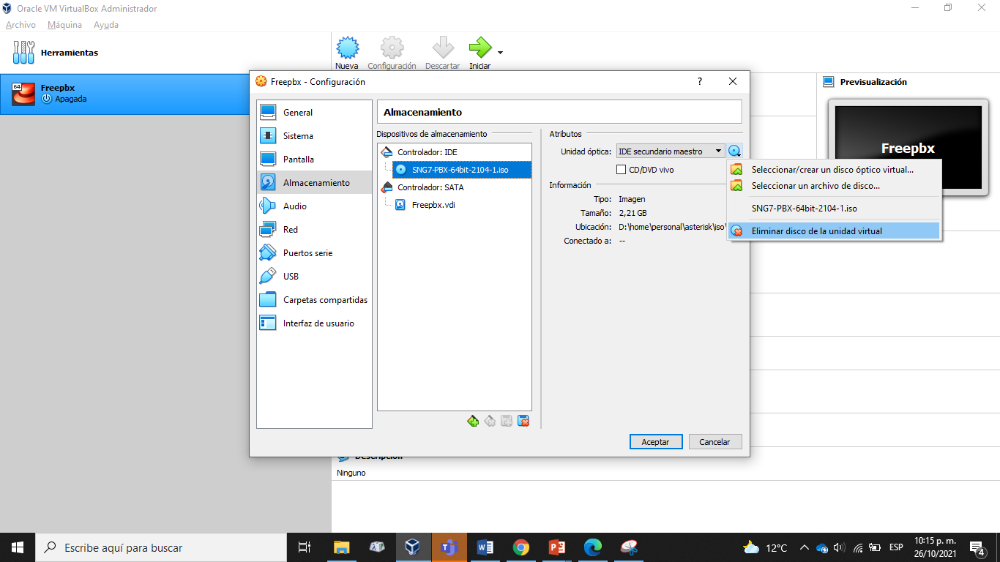 Oracle VM VirtualBox Administrador
Archivo Máquina Ayuda
Herramientas
Nueva Configuración Descartar Iniciar
64
Freepbx
Apagada
Previsualización
Freepbx
Freepbx - Configuración
?
General
Sistema
Pantalla
Almacenamiento
Audio
Red
Puertos serie
USB
Carpetas compartidas
Interfaz de usuario
Almacenamiento
Dispositivos de almacenamiento
Controlador: IDE
SNG7-PBX-64bit-2104-1.iso
Controlador: SATA
Freepbx.vdi
Atributos
Unidad óptica: IDE secundario maestro
CD/DVD vivo
Información
Tipo: Imagen
Tamaño: 2,21 GB
Ubicación: D:\home\personal\asterisk\iso\
Conectado a: --
Seleccionar/crear un disco óptico virtual...
Seleccionar un archivo de disco...
SNG7-PBX-64bit-2104-1.iso
Eliminar disco de la unidad virtual
Aceptar Cancelar
Descripción
Ninguno
Escribe aquí para buscar
12°C
ESP
10:15 p. m.
26/10/2021
4